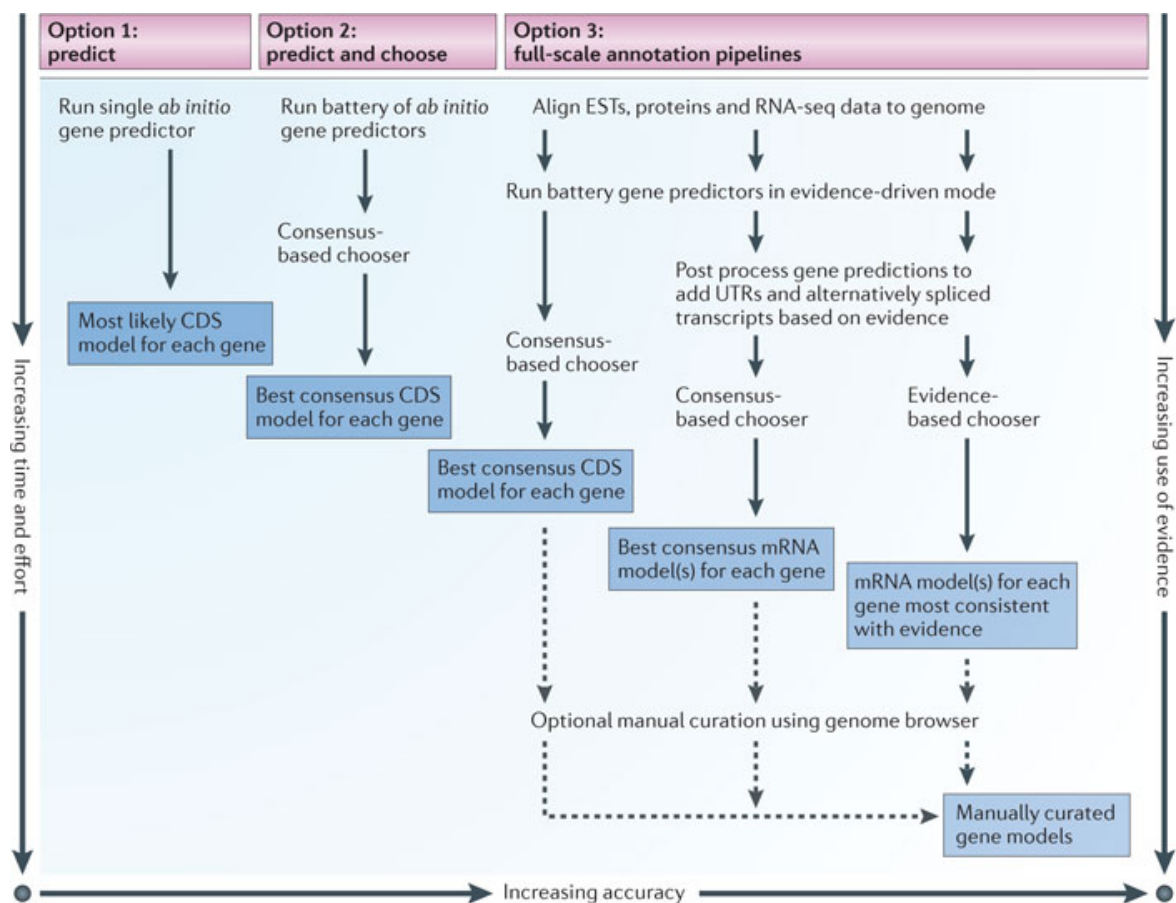 Option 1:
predict
Option 2:
predict and choose
Option 3:
full-scale annotation pipelines
Run single ab initio
gene predictor
Run battery of ab initio
gene predictors
Align ESTs, proteins and RNA-seq data to genome
Run battery gene predictors in evidence-driven mode
Consensus-
based chooser
Post process gene predictions to
add UTRs and alternatively spliced
transcripts based on evidence
Most likely CDS
model for each gene
Consensus-
based chooser
Best consensus CDS
model for each gene
Consensus-
based chooser
Evidence-
based chooser
Best consensus CDS
model for each gene
Best consensus mRNA
model(s) for each gene
mRNA model(s) for each
gene most consistent
with evidence
Optional manual curation using genome browser
Manually curated
gene models
Increasing time and effort
Increasing use of evidence
Increasing accuracy